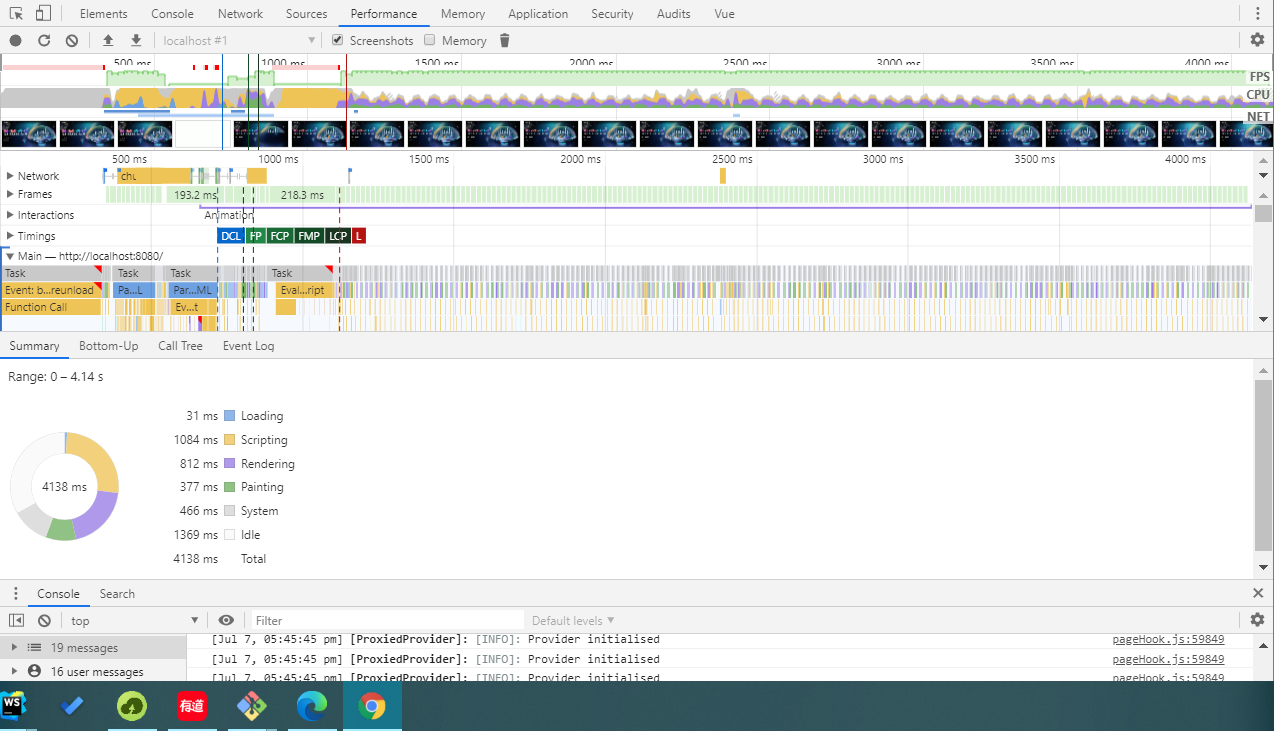 Elements Console Network Sources Performance Memory Application Security Audits Vue
localhost #1 Screenshots Memory
500 ms 1000 ms 1500 ms 2000 ms 2500 ms 3000 ms 3500 ms 4000 ms
FPS
CPU
NET
500 ms 1000 ms 1500 ms 2000 ms 2500 ms 3000 ms 3500 ms 4000 ms
Network
Frames 193.2 ms 218.3 ms
Interactions Animation
Timings DCL FP FCP FMP LCP L
Main — http://localhost:8080/
Task Task Task Task
Event: b...reunload Pa...L Par...ML Eval...ript
Function Call Ev...t
Summary Bottom-Up Call Tree Event Log
Range: 0 – 4.14 s
31 ms Loading
1084 ms Scripting
812 ms Rendering
4138 ms
377 ms Painting
466 ms System
1369 ms Idle
4138 ms Total
Console Search
top Filter Default levels
19 messages
[Jul 7, 05:45:45 pm] [ProxiedProvider]: [INFO]: Provider initialised pageHook.js:59849
[Jul 7, 05:45:45 pm] [ProxiedProvider]: [INFO]: Provider initialised pageHook.js:59849
16 user messages
[Jul 7, 05:45:45 pm] [ProxiedProvider]: [INFO]: Provider initialised pageHook.js:59849
WS
有道